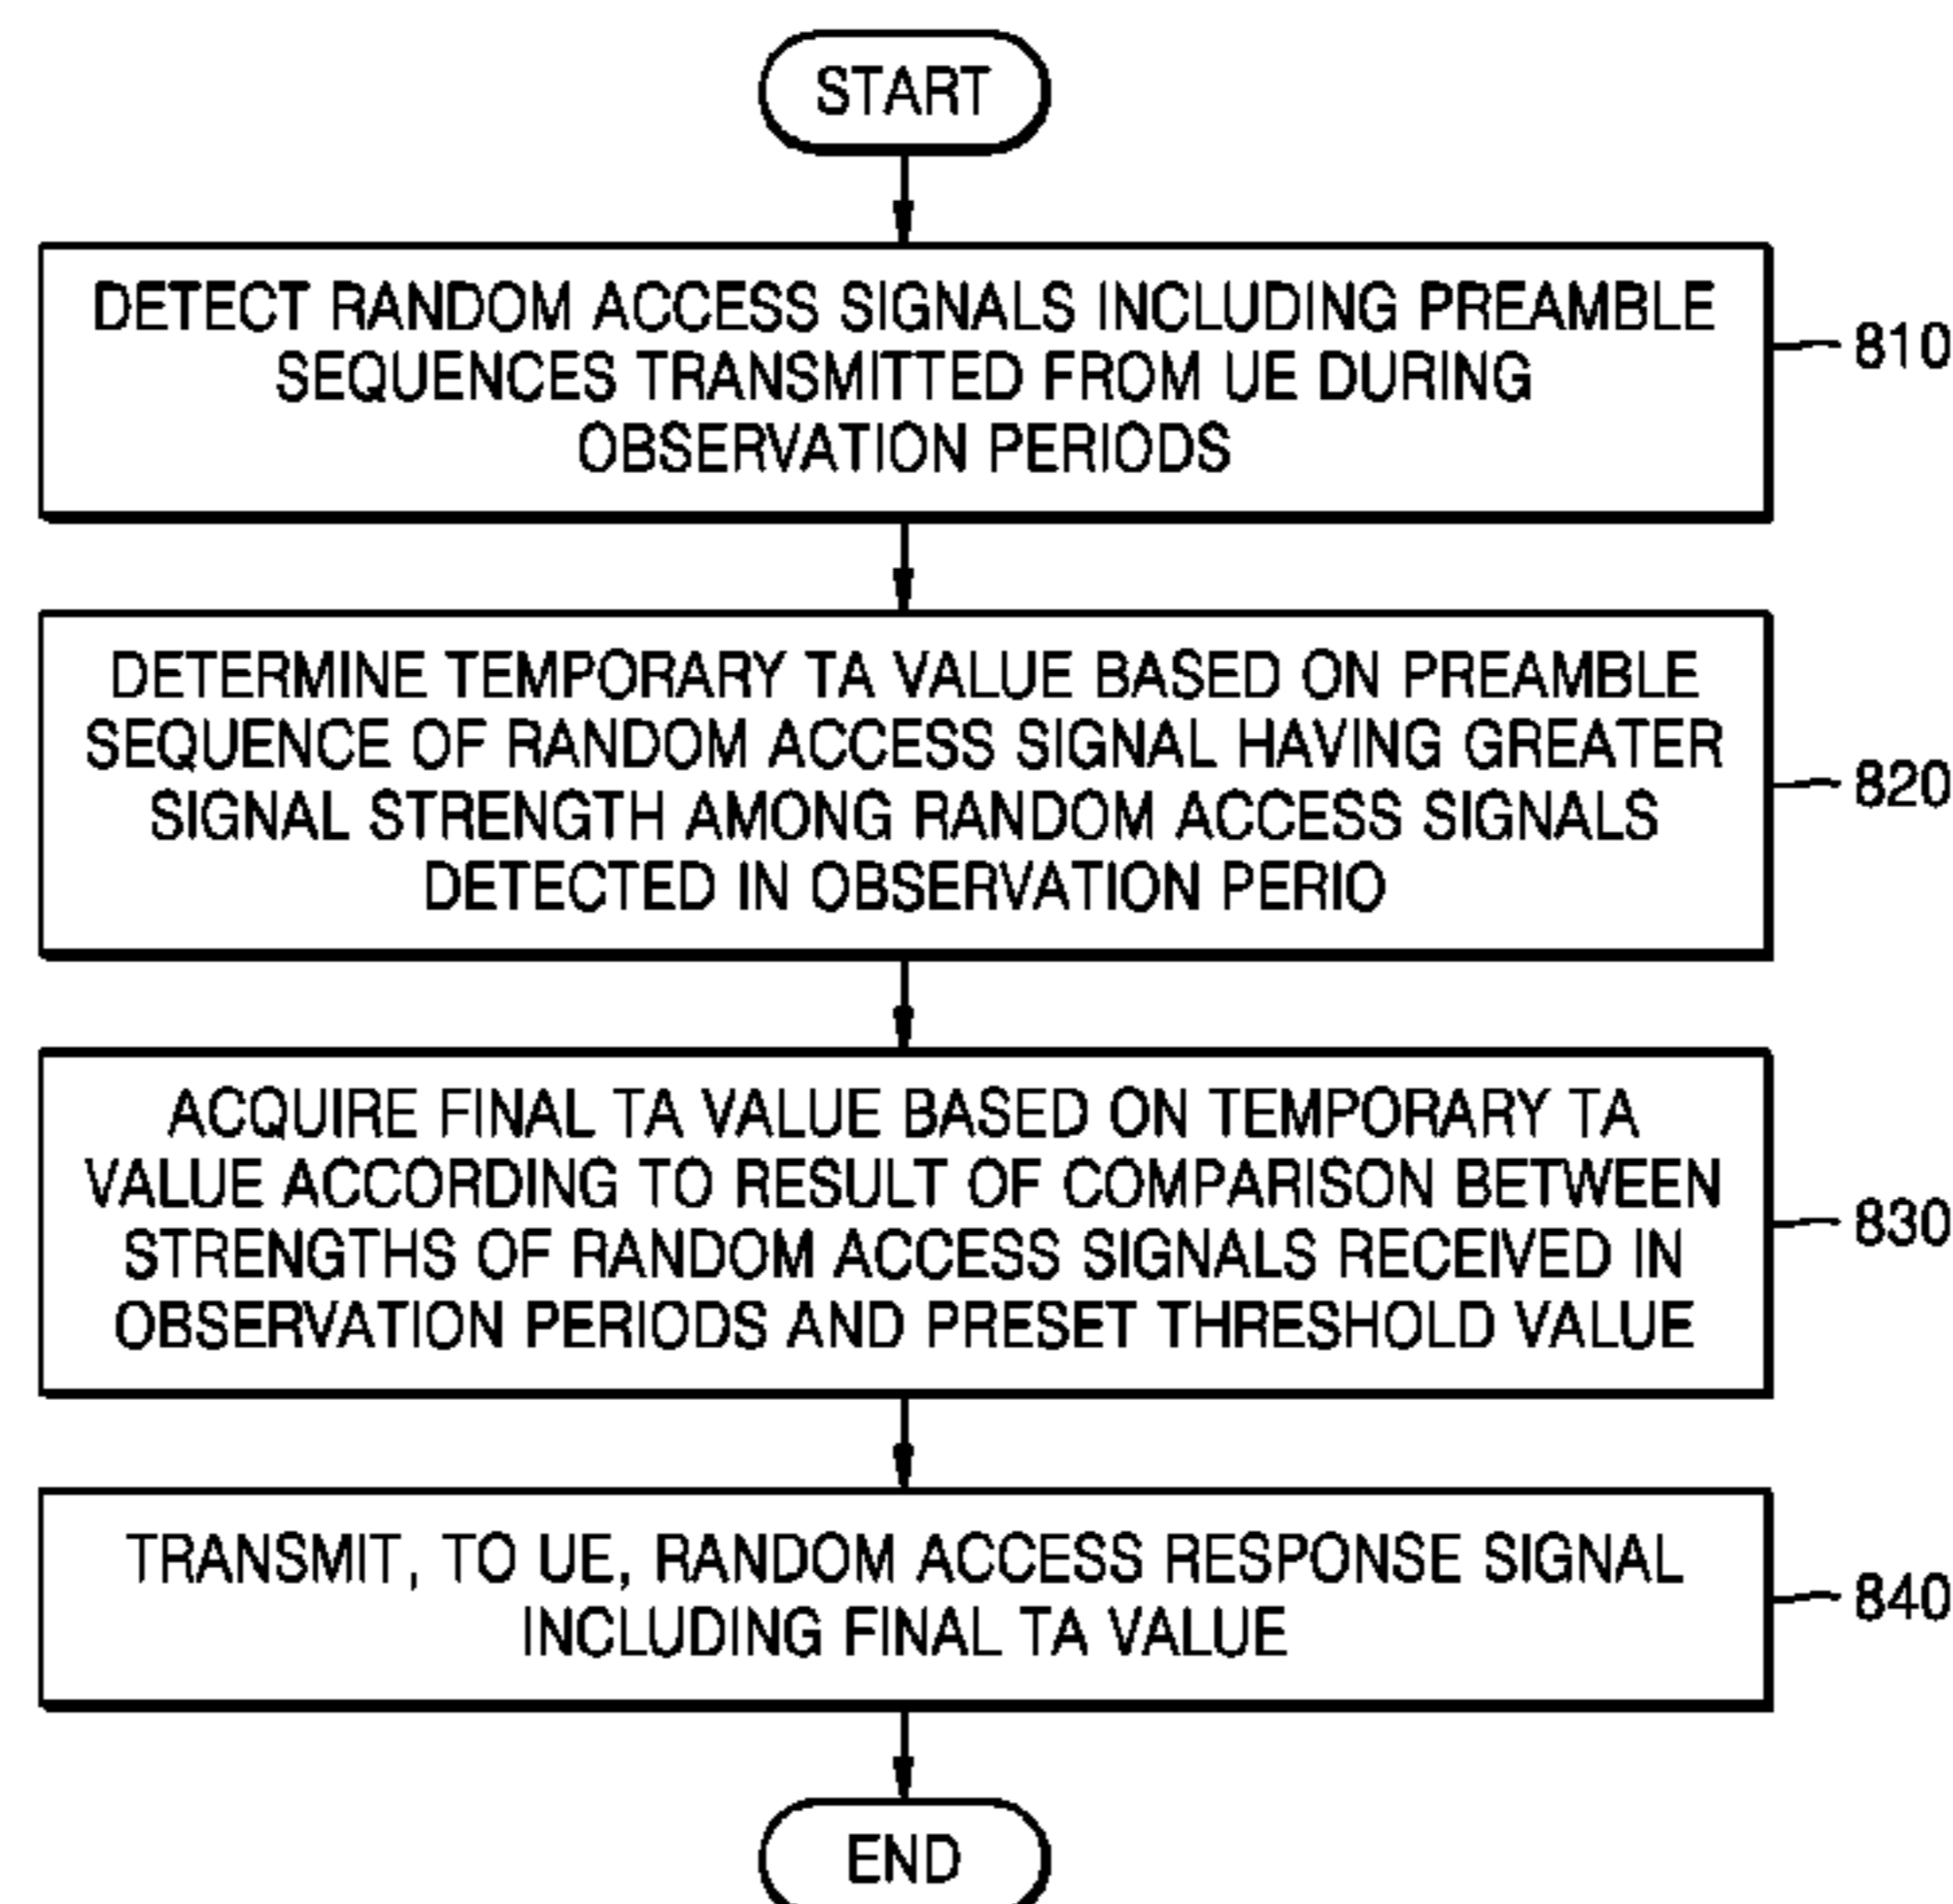 START
DETECT RANDOM ACCESS SIGNALS INCLUDING PREAMBLE
SEQUENCES TRANSMITTED FROM UE DURING
OBSERVATION PERIODS
810
DETERMINE TEMPORARY TA VALUE BASED ON PREAMBLE
SEQUENCE OF RANDOM ACCESS SIGNAL HAVING GREATER
SIGNAL STRENGTH AMONG RANDOM ACCESS SIGNALS
DETECTED IN OBSERVATION PERIO
820
ACQUIRE FINAL TA VALUE BASED ON TEMPORARY TA
VALUE ACCORDING TO RESULT OF COMPARISON BETWEEN
STRENGTHS OF RANDOM ACCESS SIGNALS RECEIVED IN
OBSERVATION PERIODS AND PRESET THRESHOLD VALUE
830
TRANSMIT, TO UE, RANDOM ACCESS RESPONSE SIGNAL
INCLUDING FINAL TA VALUE
840
END